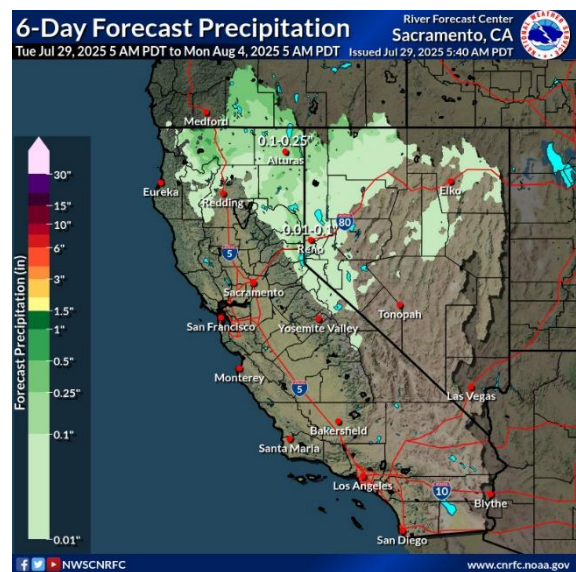 6-Day Forecast Precipitation
Tue Jul 29, 2025 5 AM PDT to Mon Aug 4, 2025 5 AM PDT
River Forecast Center
Sacramento, CA
Issued Jul 29, 2025 5:40 AM PDT
NATIONAL WEATHER SERVICE
Forecast Precipitation (in)
30"
15"
10"
6"
3"
1.5"
1"
0.5"
0.25"
0.1"
0.01"
Medford
0.1-0.25"
Alturas
Eureka
Redding
Elko
80
0.01-0.1"
Reno
5
Sacramento
San Francisco
Yosemite Valley
Tonopah
Monterey
5
Las Vegas
Bakersfield
Santa Maria
Los Angeles
10
Blythe
San Diego
NWSCNRFC
www.cnrfc.noaa.gov